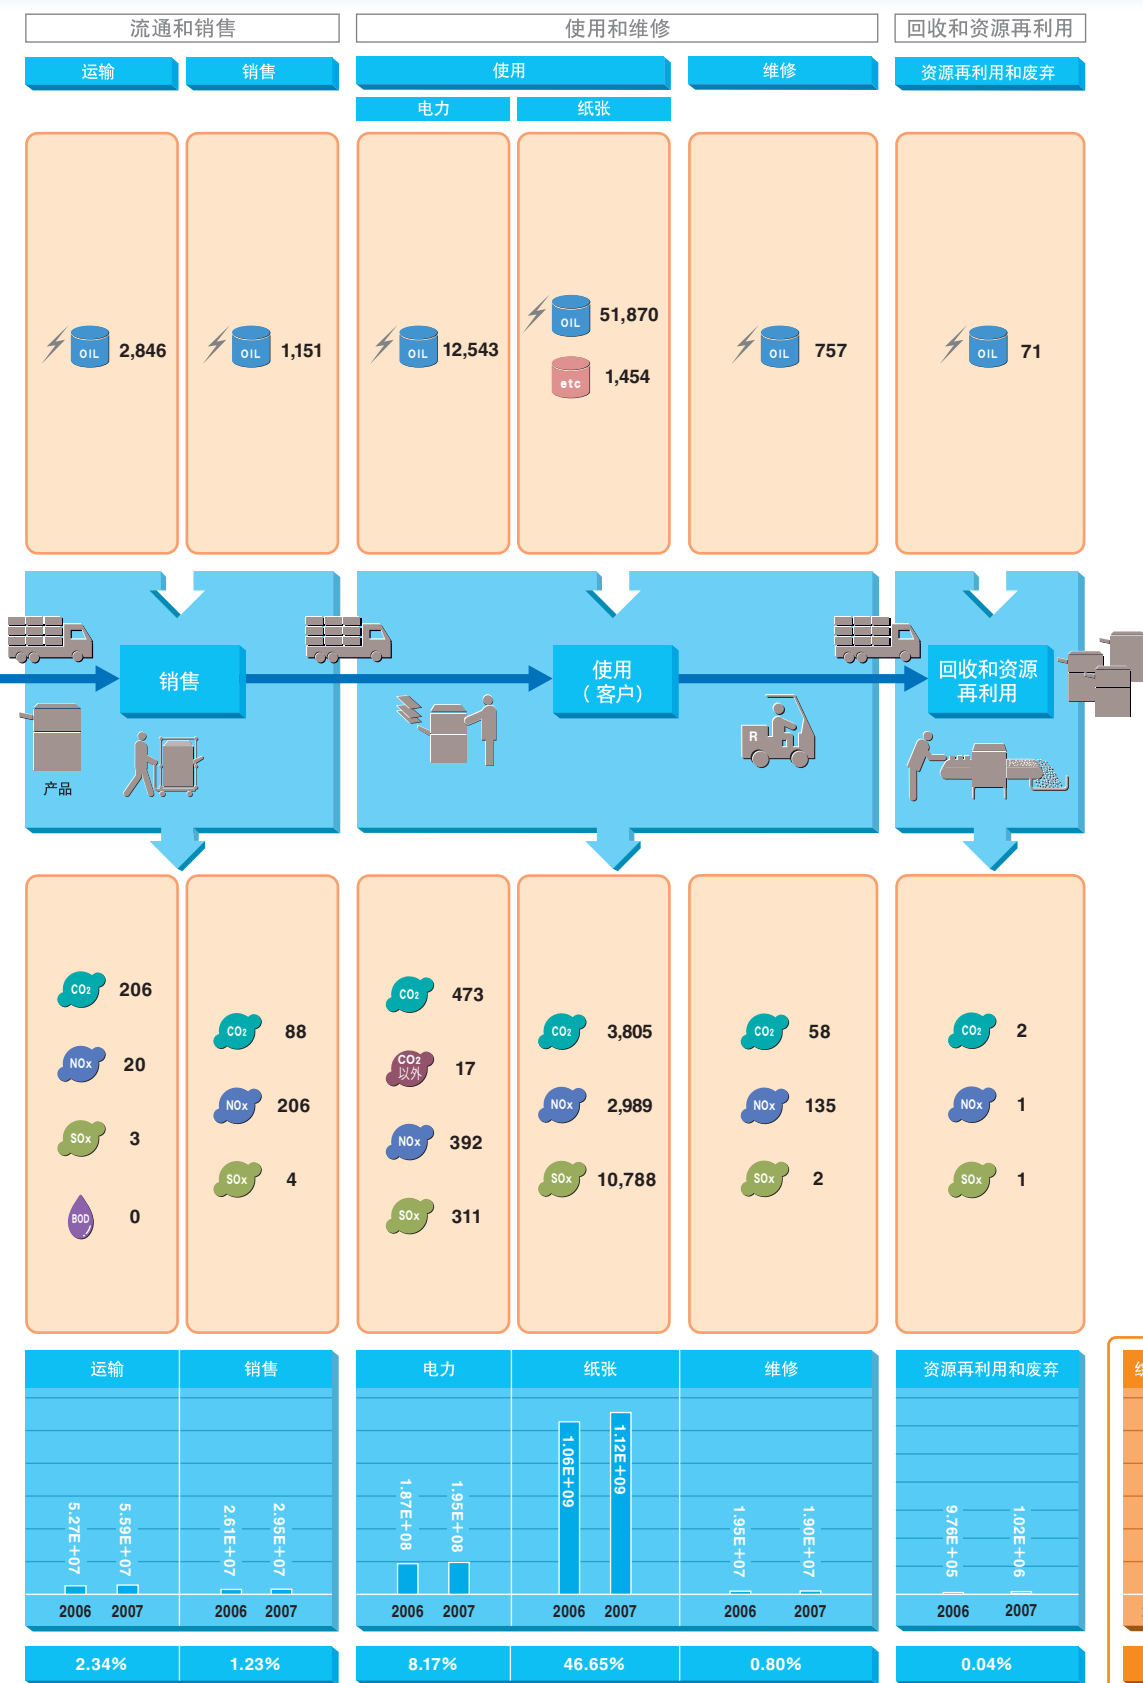 流通和销售
使用和维修
回收和资源再利用
运输
销售
使用
维修
资源再利用和废弃
电力
纸张
OIL 2,846
OIL 1,151
OIL 12,543
OIL 51,870
etc 1,454
OIL 757
OIL 71
销售
使用
（客户）
回收和资源
再利用
R
产品
CO2 206
NOx 20
SOx 3
BOD 0
CO2 88
NOx 206
SOx 4
CO2 473
CO2
以外 17
NOx 392
SOx 311
CO2 3,805
NOx 2,989
SOx 10,788
CO2 58
NOx 135
SOx 2
CO2 2
NOx 1
SOx 1
运输
销售
电力
纸张
维修
资源再利用和废弃
5.27E+07
5.59E+07
2.61E+07
2.95E+07
1.87E+08
1.95E+08
1.06E+09
1.12E+09
1.95E+07
1.90E+07
9.76E+05
1.02E+06
2006 2007
2006 2007
2006 2007
2006 2007
2006 2007
2006 2007
2.34%
1.23%
8.17%
46.65%
0.80%
0.04%